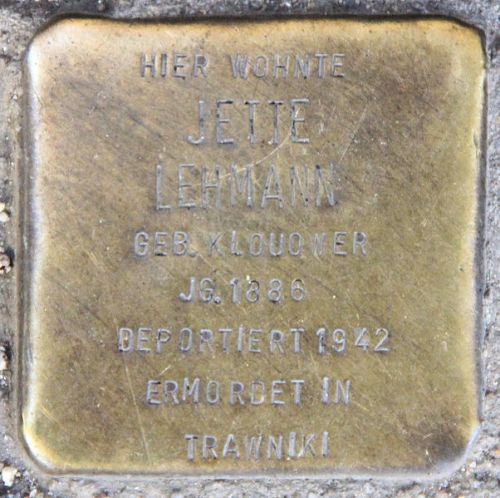 HIER WOHNTE
JETTE
LEHMANN
GEB. KLOUOWER
JG. 1886
DEPORTIERT 1942
ERMORDET IN
TRAWNIKI